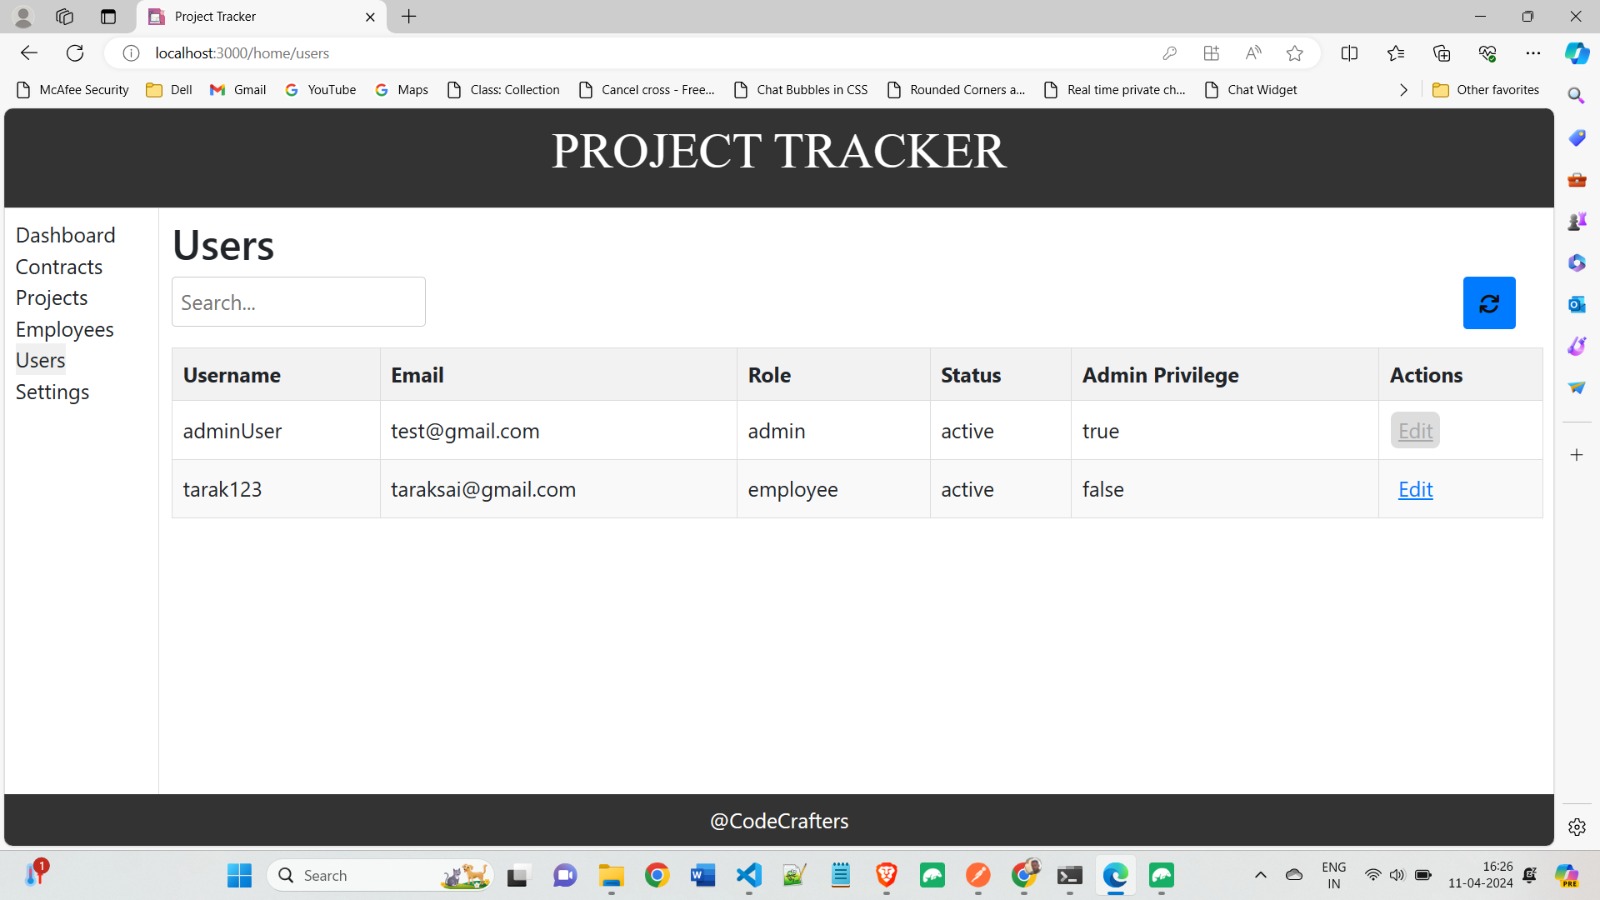 Project Tracker
localhost:3000/home/users
McAfee Security Dell Gmail YouTube Maps Class: Collection Cancel cross - Free... Chat Bubbles in CSS Rounded Corners a... Real time private ch... Chat Widget Other favorites
PROJECT TRACKER
Dashboard
Contracts
Projects
Employees
Users
Settings
Users
Search...
Username Email Role Status Admin Privilege Actions
adminUser test@gmail.com admin active true Edit
tarak123 taraksai@gmail.com employee active false Edit
@CodeCrafters
1
Search
ENG
IN
16:26
11-04-2024
PRE